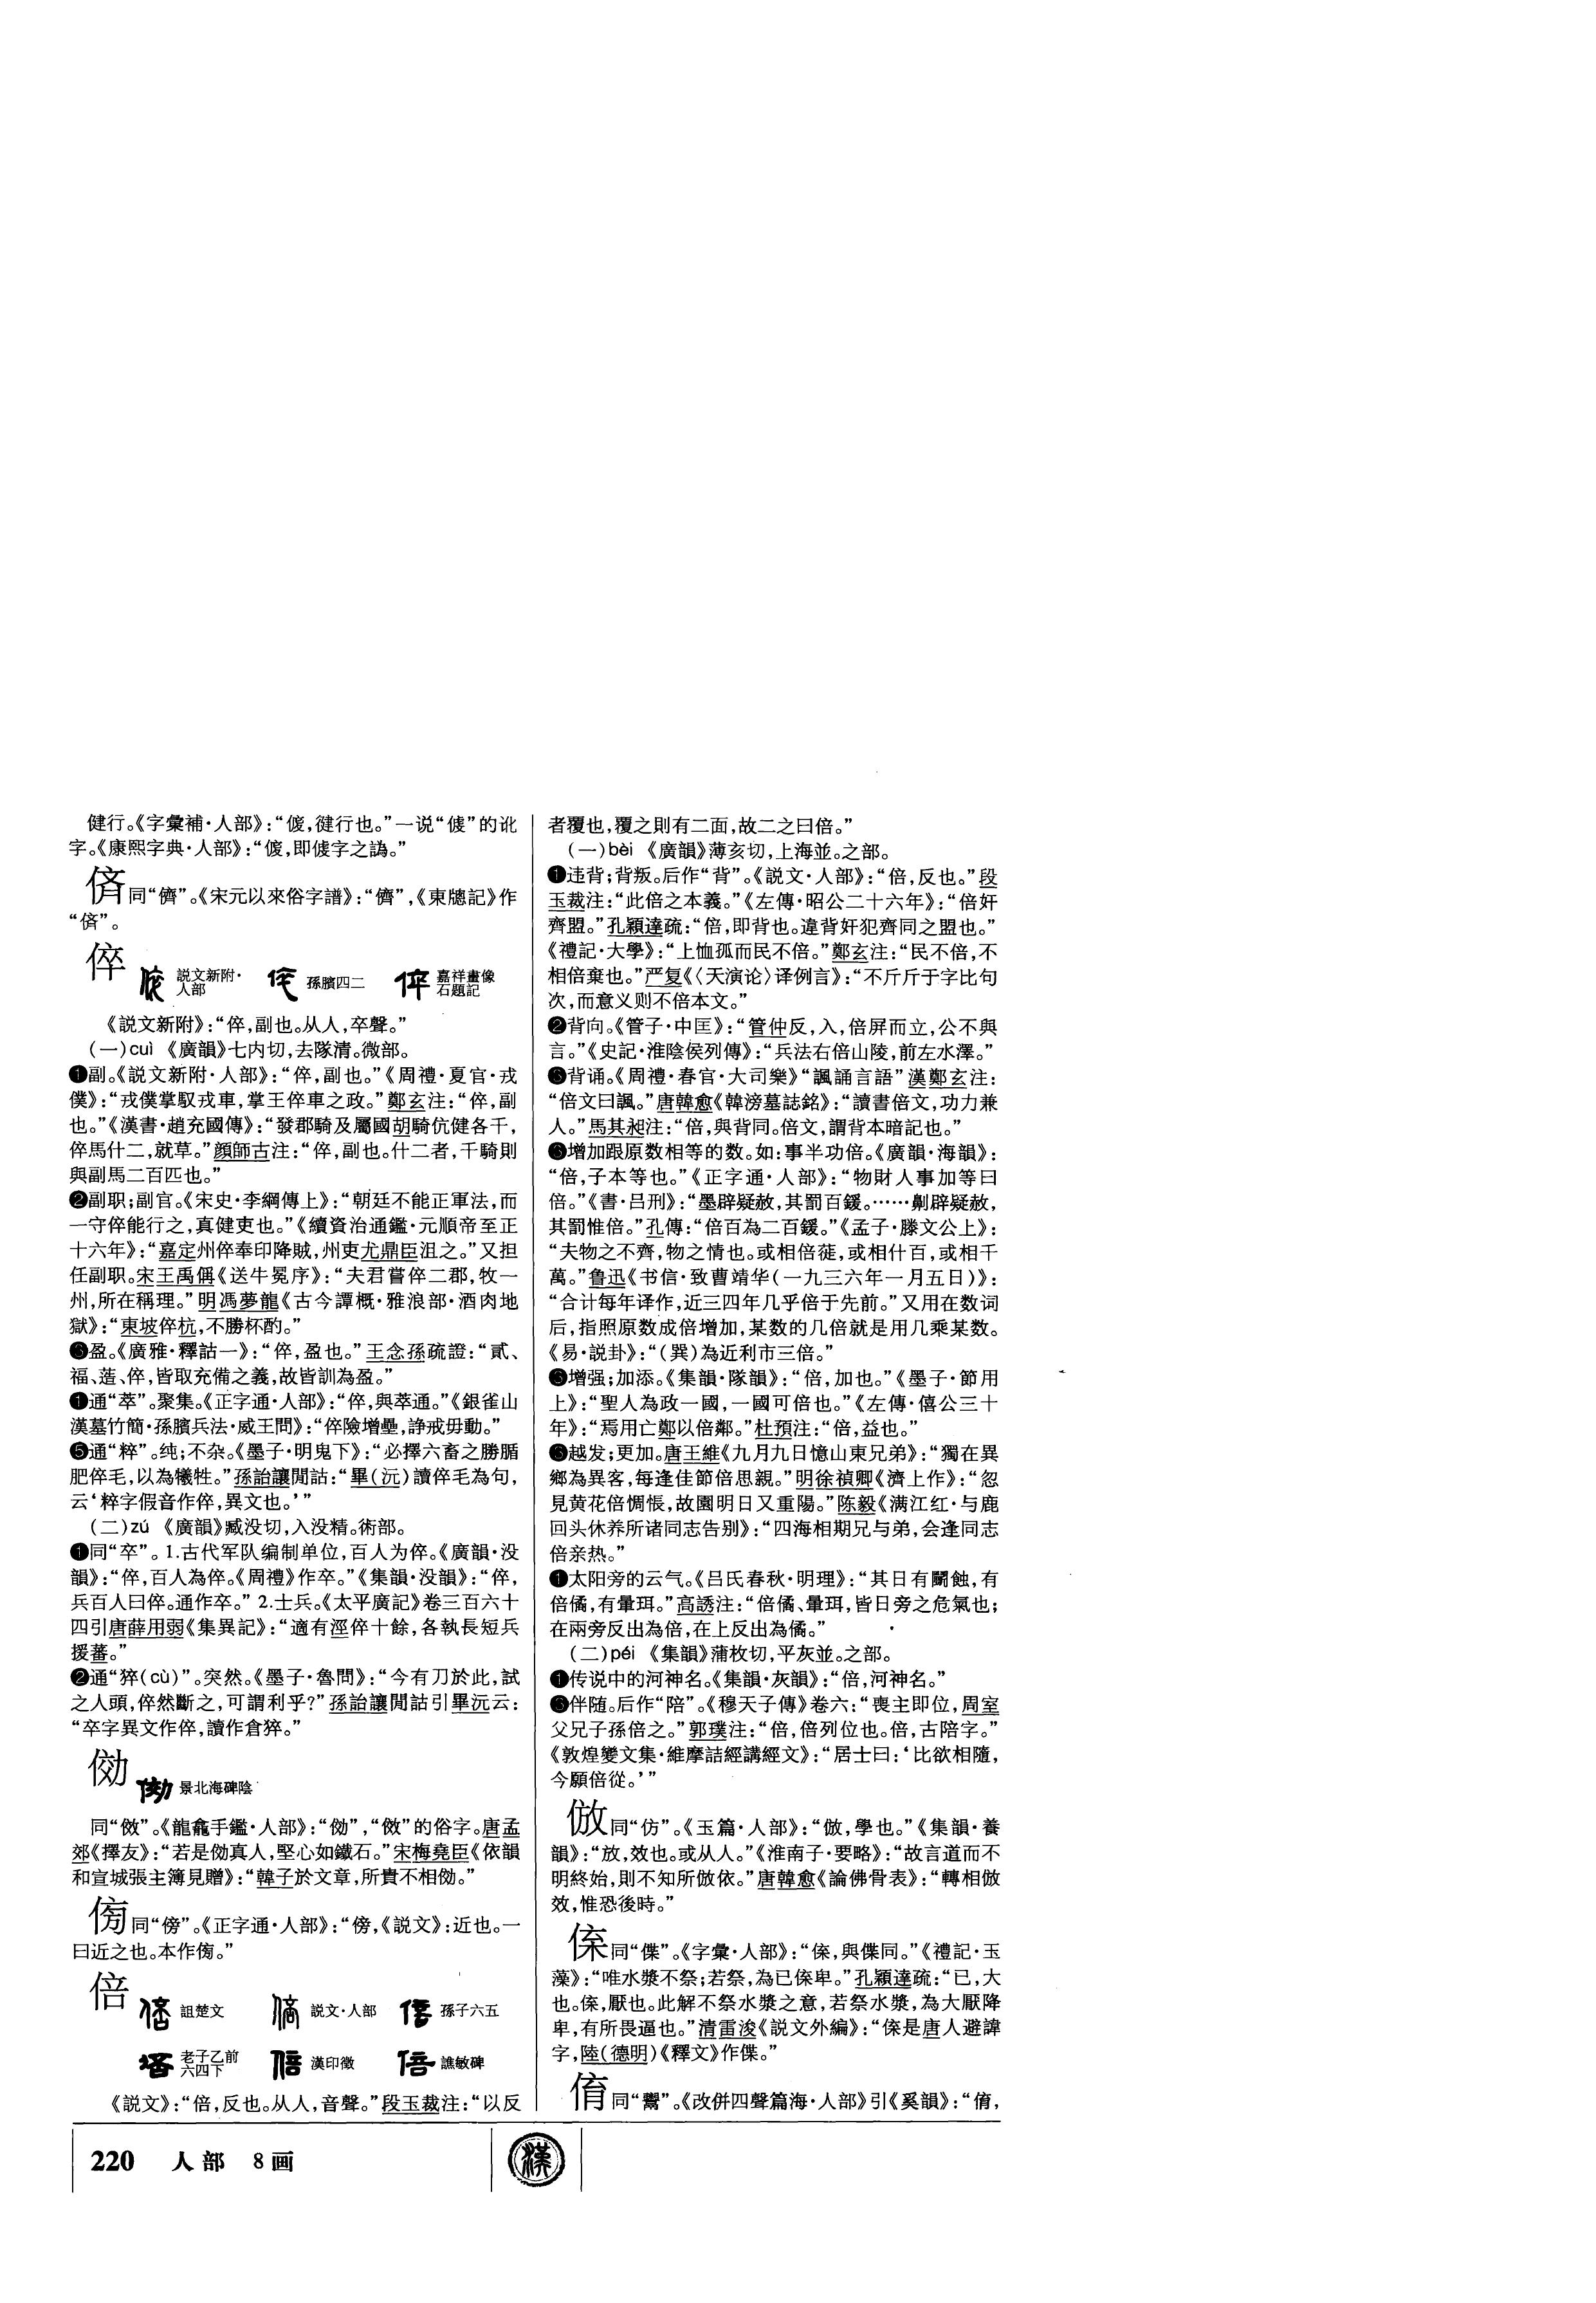 健行。《字彙補·人部》：“㑻，徤行也。”一说“㑻”的讹
字。《康熙字典·人部》：“㑻，即㑻字之譌。”
㑪同“儕”。《宋元以來俗字譜》：“儕”，《東牕記》作
“㑪”。
倅
説文新附·人部
孫臏四二
嘉祥畫像石題記
《説文新附》：“倅，副也。从人，卒聲。”
（一）cuì 《廣韻》七内切，去隊清。微部。
❶副。《説文新附·人部》：“倅，副也。”《周禮·夏官·戎
僕》：“戎僕掌馭戎車，掌王倅車之政。”鄭玄注：“倅，副
也。”《漢書·趙充國傳》：“發郡騎及屬國胡騎伉健各千，
倅馬什二，就草。”顔師古注：“倅，副也。什二者，千騎則
與副馬二百匹也。”
❷副职；副官。《宋史·李綱傳上》：“朝廷不能正軍法，而
一守倅能行之，真健吏也。”《續資治通鑑·元順帝至正
十六年》：“嘉定州倅奉印降賊，州吏尤鼎臣沮之。”又担
任副职。宋王禹偁《送牛冕序》：“夫君嘗倅二郡，牧一
州，所在稱理。”明馮夢龍《古今譚概·雅浪部·酒肉地
獄》：“東坡倅杭，不勝杯酌。”
❸盈。《廣雅·釋詁一》：“倅，盈也。”王念孫疏證：“貳、
福、䔏、倅，皆取充備之義，故皆訓為盈。”
❶通“萃”。聚集。《正字通·人部》：“倅，與萃通。”《銀雀山
漢墓竹簡·孫臏兵法·威王問》：“倅險增壘，諍戒毋動。”
❺通“粹”。纯；不杂。《墨子·明鬼下》：“必擇六畜之勝腯
肥倅毛，以為犧牲。”孫詒讓閒詁：“畢（沅）讀倅毛為句，
云‘粹字假音作倅，異文也。’”
（二）zú 《廣韻》臧没切，入没精。術部。
❶同“卒”。1.古代军队编制单位，百人为倅。《廣韻·没
韻》：“倅，百人為倅。《周禮》作卒。”《集韻·没韻》：“倅，
兵百人曰倅。通作卒。” 2.士兵。《太平廣記》卷三百六十
四引唐薛用弱《集異記》：“適有涇倅十餘，各執長短兵
援蕃。”
❷通“猝（cù）”。突然。《墨子·魯問》：“今有刀於此，試
之人頭，倅然斷之，可謂利乎？”孫詒讓閒詁引畢沅云：
“卒字異文作倅，讀作倉猝。”
㑃
景北海碑陰
同“傚”。《龍龕手鑑·人部》：“㑃”，“傚”的俗字。唐孟
郊《擇友》：“若是㑃真人，堅心如鐵石。”宋梅堯臣《依韻
和宣城張主簿見贈》：“韓子於文章，所貴不相㑃。”
㑂同“傍”。《正字通·人部》：“傍，《説文》：近也。一
曰近之也。本作㑂。”
倍
詛楚文
説文·人部
孫子六五
老子乙前六四下
漢印徵
譙敏碑
《説文》：“倍，反也。从人，咅聲。”段玉裁注：“以反
者覆也，覆之則有二面，故二之曰倍。”
（一）bèi 《廣韻》薄亥切，上海並。之部。
❶违背；背叛。后作“背”。《説文·人部》：“倍，反也。”段
玉裁注：“此倍之本義。”《左傳·昭公二十六年》：“倍奸
齊盟。”孔穎達疏：“倍，即背也。違背奸犯齊同之盟也。”
《禮記·大學》：“上恤孤而民不倍。”鄭玄注：“民不倍，不
相倍棄也。”严复《〈天演论〉译例言》：“不斤斤于字比句
次，而意义则不倍本文。”
❷背向。《管子·中匡》：“管仲反，入，倍屏而立，公不與
言。”《史記·淮陰侯列傳》：“兵法右倍山陵，前左水澤。”
❸背诵。《周禮·春官·大司樂》“諷誦言語”漢鄭玄注：
“倍文曰諷。”唐韓愈《韓滂墓誌銘》：“讀書倍文，功力兼
人。”馬其昶注：“倍，與背同。倍文，謂背本暗記也。”
❹增加跟原数相等的数。如：事半功倍。《廣韻·海韻》：
“倍，子本等也。”《正字通·人部》：“物財人事加等曰
倍。”《書·吕刑》：“墨辟疑赦，其罰百鍰。……劓辟疑赦，
其罰惟倍。”孔傳：“倍百為二百鍰。”《孟子·滕文公上》：
“夫物之不齊，物之情也。或相倍蓰，或相什百，或相千
萬。”鲁迅《书信·致曹靖华（一九三六年一月五日）》：
“合计每年译作，近三四年几乎倍于先前。”又用在数词
后，指照原数成倍增加，某数的几倍就是用几乘某数。
《易·説卦》：“（巽）為近利市三倍。”
❺增强；加添。《集韻·隊韻》：“倍，加也。”《墨子·節用
上》：“聖人為政一國，一國可倍也。”《左傳·僖公三十
年》：“焉用亡鄭以倍鄰。”杜預注：“倍，益也。”
❻越发；更加。唐王維《九月九日憶山東兄弟》：“獨在異
鄉為異客，每逢佳節倍思親。”明徐禎卿《濟上作》：“忽
見黄花倍惆悵，故園明日又重陽。”陈毅《满江红·与鹿
回头休养所诸同志告别》：“四海相期兄与弟，会逢同志
倍亲热。”
❶太阳旁的云气。《吕氏春秋·明理》：“其日有鬭蝕，有
倍僪，有暈珥。”高誘注：“倍僪、暈珥，皆日旁之危氣也；
在兩旁反出為倍，在上反出為僪。”
（二）péi 《集韻》蒲枚切，平灰並。之部。
❶传说中的河神名。《集韻·灰韻》：“倍，河神名。”
❸伴随。后作“陪”。《穆天子傳》卷六：“喪主即位，周室
父兄子孫倍之。”郭璞注：“倍，倍列位也。倍，古陪字。”
《敦煌變文集·維摩詰經講經文》：“居士曰：‘比欲相隨，
今願倍從。’”
倣同“仿”。《玉篇·人部》：“倣，學也。”《集韻·養
韻》：“放，效也。或从人。”《淮南子·要略》：“故言道而不
明終始，則不知所倣依。”唐韓愈《論佛骨表》：“轉相倣
效，惟恐後時。”
㑥同“偞”。《字彙·人部》：“㑥，與偞同。”《禮記·玉
藻》：“唯水漿不祭；若祭，為已㑥卑。”孔穎達疏：“已，大
也。㑥，厭也。此解不祭水漿之意，若祭水漿，為大厭降
卑，有所畏逼也。”清雷浚《説文外編》：“㑥是唐人避諱
字，陸（德明）《釋文》作偞。”
㑗同“鬻”。《改併四聲篇海·人部》引《奚韻》：“㑗，
220 人部 8画
漢